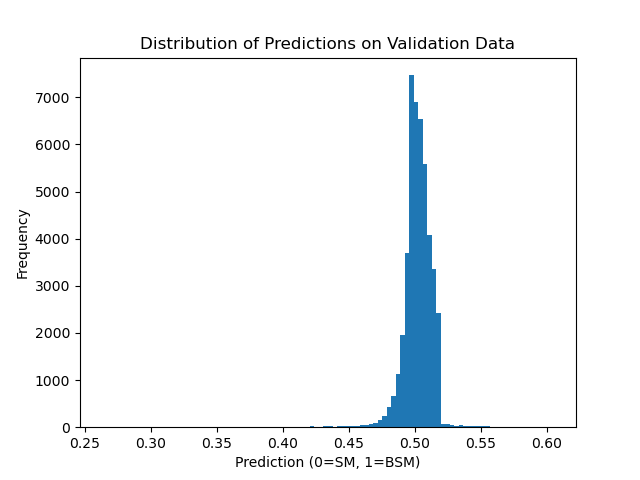 Distribution of Predictions on Validation Data
Frequency
7000
6000
5000
4000
3000
2000
1000
0
0.25 0.30 0.35 0.40 0.45 0.50 0.55 0.60
Prediction (0=SM, 1=BSM)